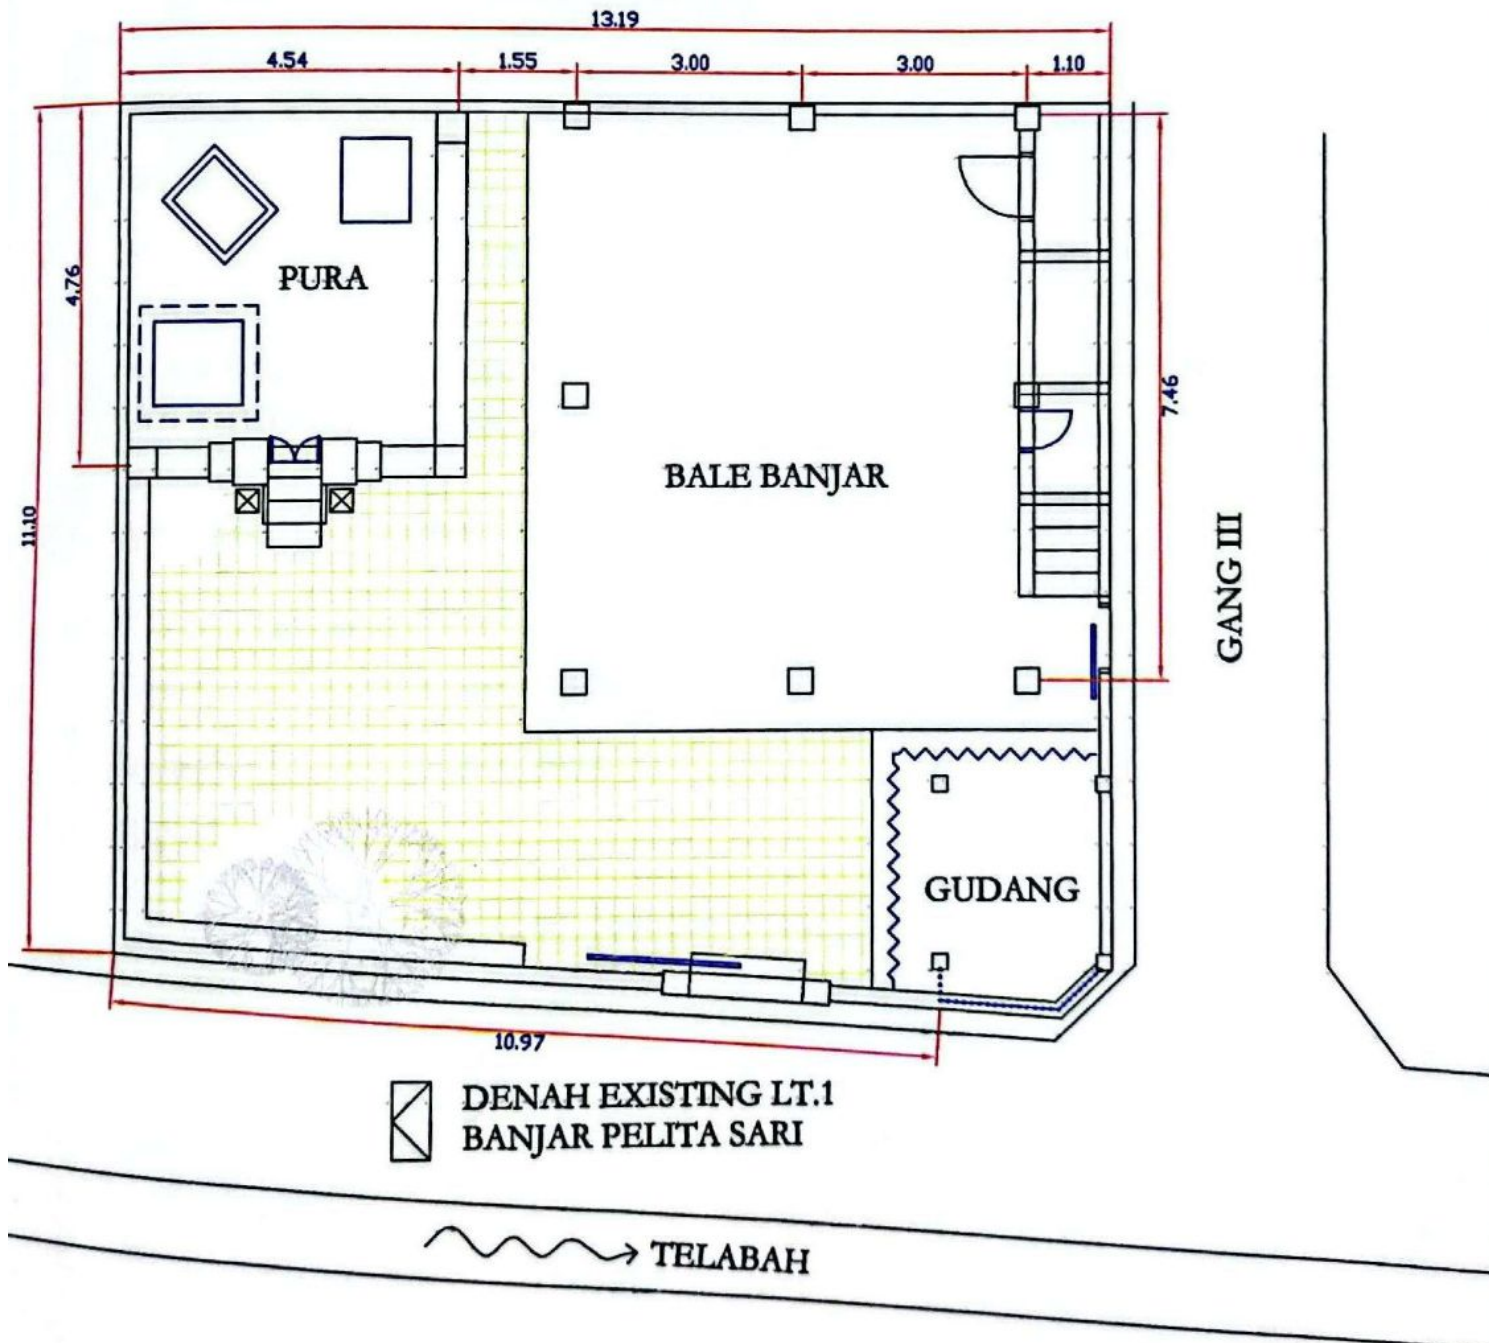 13.19
4.54
1.55
3.00
3.00
1.10
4.76
PURA
7.46
BALE BANJAR
11.10
GANG III
GUDANG
10.97
DENAH EXISTING LT.1
BANJAR PELITA SARI
TELABAH